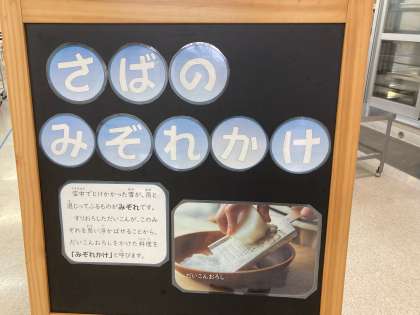 さばの
みぞれかけ
空中でとけかかった雪が、雨と
混じってふるものがみぞれです。
すりおろしただいこんが、このみ
ぞれを思い浮かばせることから、
だいこんおろしをかけた料理を
「みぞれかけ」と呼びます。
だいこんおろし